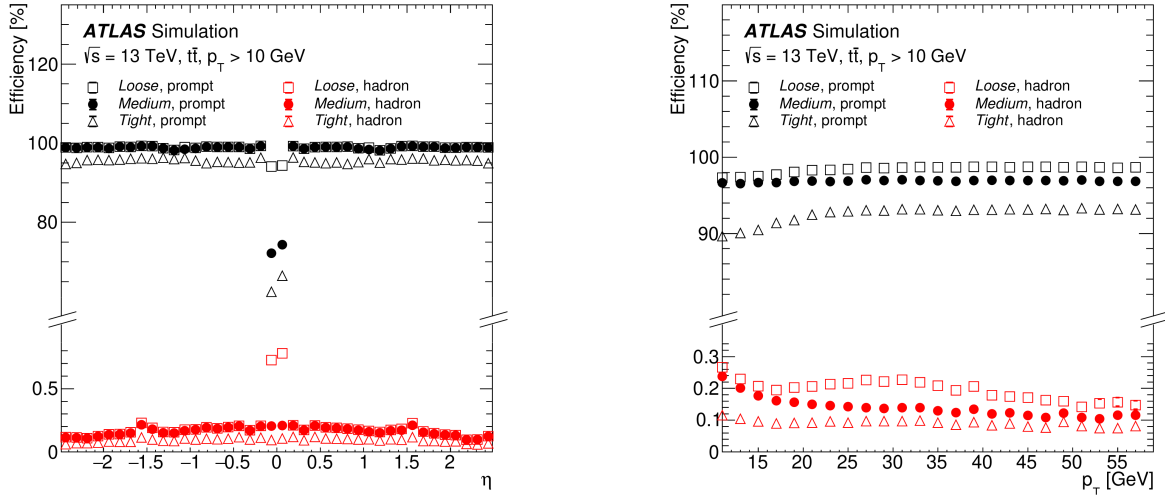 Efficiency [%]
ATLAS Simulation
√s = 13 TeV, tt̄, p_T > 10 GeV
Loose, prompt Loose, hadron
Medium, prompt Medium, hadron
Tight, prompt Tight, hadron
120
100
80
0.5
0
−2 −1.5 −1 −0.5 0 0.5 1 1.5 2
η
Efficiency [%]
ATLAS Simulation
√s = 13 TeV, tt̄, p_T > 10 GeV
Loose, prompt Loose, hadron
Medium, prompt Medium, hadron
Tight, prompt Tight, hadron
110
100
90
0.3
0.2
0.1
0
15 20 25 30 35 40 45 50 55
p_T [GeV]